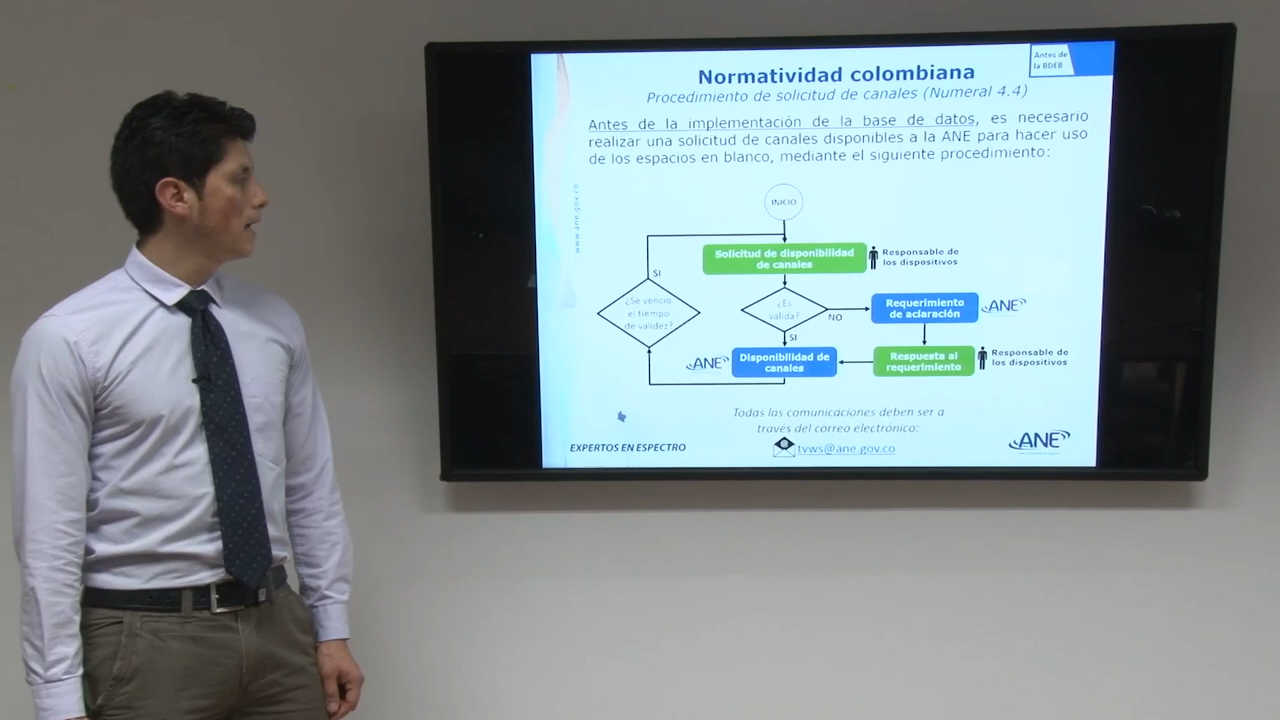 Antes de
la BDEB
Normatividad colombiana
Procedimiento de solicitud de canales (Numeral 4.4)
Antes de la implementación de la base de datos, es necesario
realizar una solicitud de canales disponibles a la ANE para hacer uso
de los espacios en blanco, mediante el siguiente procedimiento:
www.ane.gov.co
INICIO
Solicitud de disponibilidad
de canales
Responsable de
los dispositivos
SI
¿Se vencio
el tiempo
de validez?
¿Es
válida?
NO
Requerimiento
de aclaración
ANE
SI
ANE
Disponibilidad de
canales
Respuesta al
requerimiento
Responsable de
los dispositivos
Todas las comunicaciones deben ser a
través del correo electrónico:
tvws@ane.gov.co
EXPERTOS EN ESPECTRO
ANE